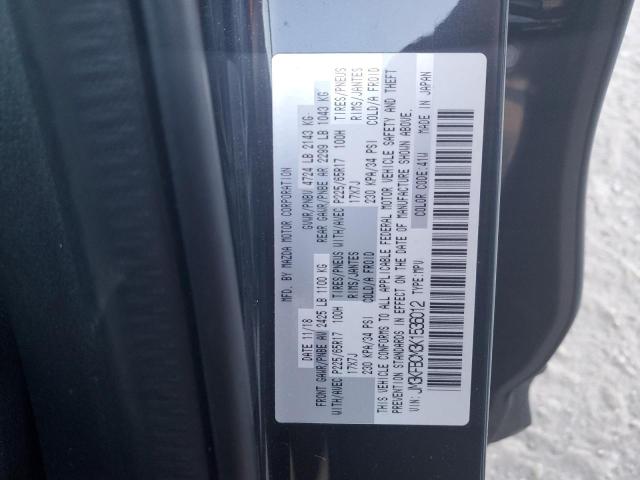 MFD. BY MAZDA MOTOR CORPORATION
DATE 11/18 GVWR/PNBV 4724 LB 2143 KG
FRONT GAWR/PNBE AV 2425 LB 1100 KG REAR GAWR/PNBE AR 2299 LB 1043 KG
WITH/AVEC P225/65R17 100H TIRES/PNEUS WITH/AVEC P225/65R17 100H TIRES/PNEUS
17X7J RIMS/JANTES 17X7J RIMS/JANTES
230 KPA/34 PSI COLD/A FROID 230 KPA/34 PSI COLD/A FROID
THIS VEHICLE CONFORMS TO ALL APPLICABLE FEDERAL MOTOR VEHICLE SAFETY AND THEFT
PREVENTION STANDARDS IN EFFECT ON THE DATE OF MANUFACTURE SHOWN ABOVE.
VIN: JM3KFBCM3K1536012 TYPE:MPV COLOR CODE:41W MADE IN JAPAN